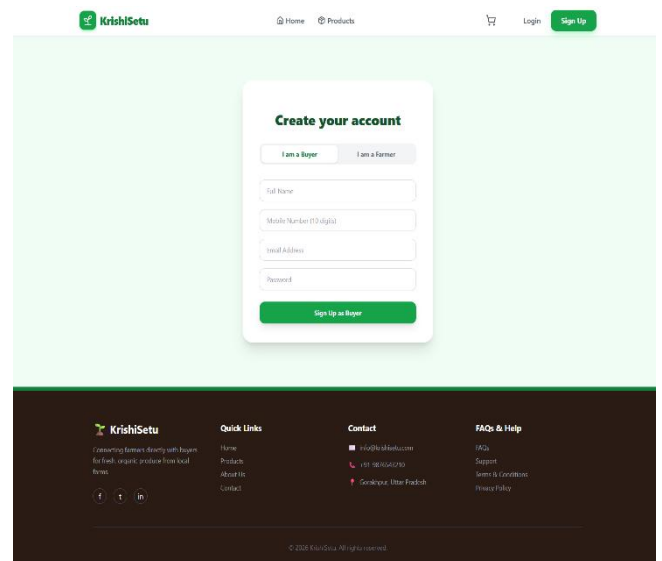 KrishiSetu
Home
Products
Login
Sign Up
Create your account
I am a Buyer
I am a Farmer
Full Name
Mobile Number (10 digits)
Email Address
Password
Sign Up as Buyer
KrishiSetu
Connecting farmers directly with buyers
for fresh, organic produce from local
farms.
f t in
Quick Links
Home
Products
About Us
Contact
Contact
info@krishisetu.com
Gorakhpur, Uttar Pradesh
FAQs & Help
FAQs
Support
Terms & Conditions
Privacy Policy
KrishiSetu. All rights reserved.